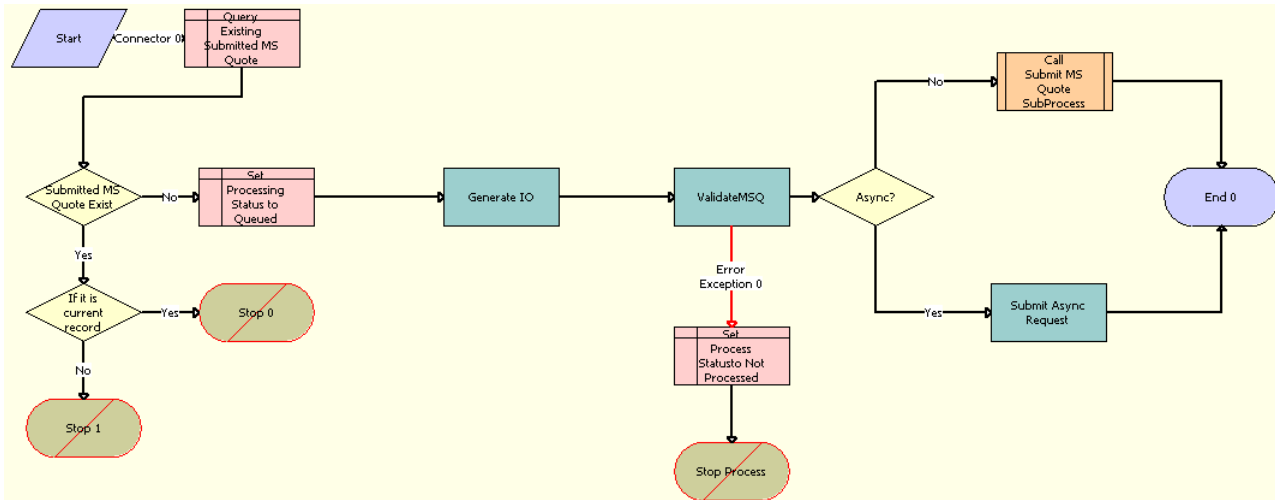 Start
Connector 0
Query
Existing
Submitted MS
Quote
Submitted MS
Quote Exist
No
Set
Processing
Status to
Queued
Generate IO
ValidateMSQ
Async?
No
Call
Submit MS
Quote
SubProcess
End 0
Yes
Submit Async
Request
Error
Exception 0
Set
Process
Statusto Not
Processed
Stop Process
Yes
If it is
current
record
Yes
Stop 0
No
Stop 1